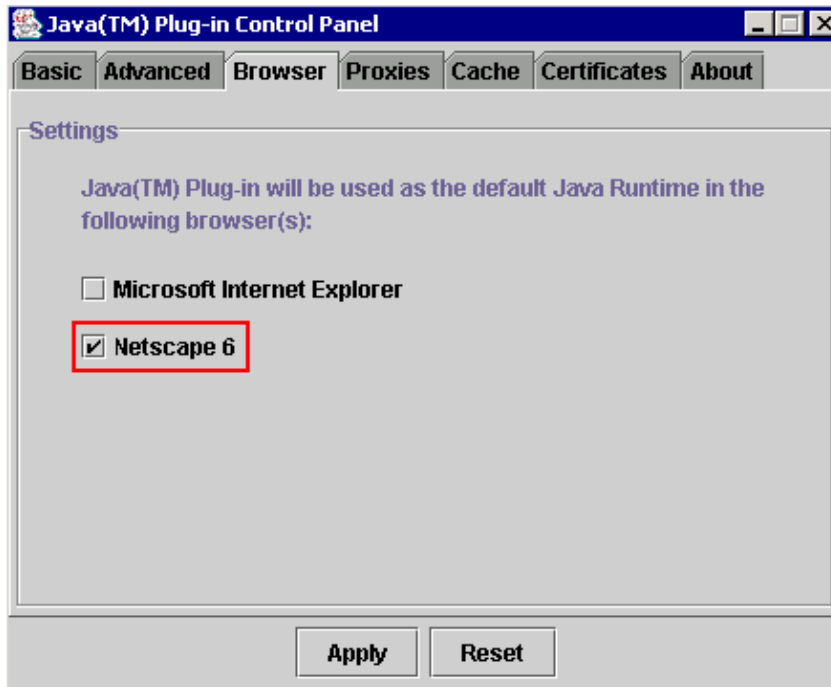 Java(TM) Plug-in Control Panel
Basic Advanced Browser Proxies Cache Certificates About
Settings
Java(TM) Plug-in will be used as the default Java Runtime in the
following browser(s):
Microsoft Internet Explorer
Netscape 6
Apply Reset